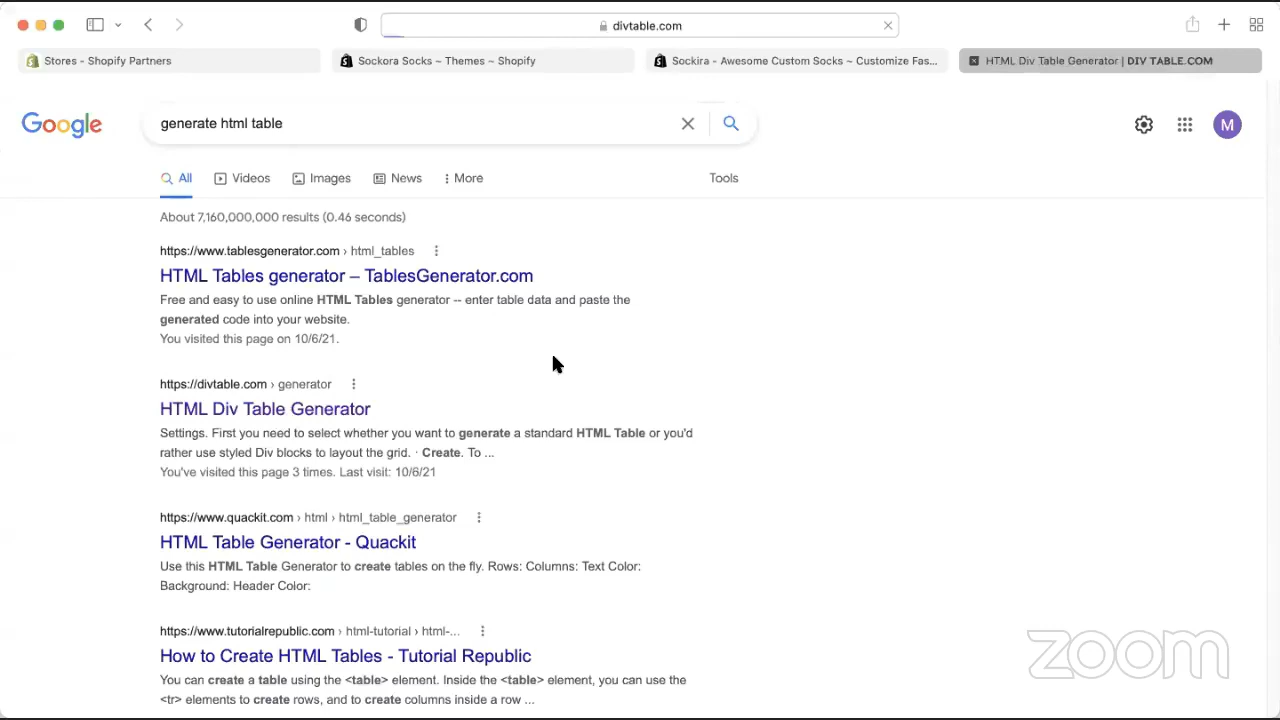 divtable.com
Stores - Shopify Partners
Sockora Socks ~ Themes ~ Shopify
Sockira - Awesome Custom Socks ~ Customize Fas...
HTML Div Table Generator | DIV TABLE.COM
Google
generate html table
M
All
Videos
Images
News
More
Tools
About 7,160,000,000 results (0.46 seconds)
https://www.tablesgenerator.com › html_tables
HTML Tables generator – TablesGenerator.com
Free and easy to use online HTML Tables generator -- enter table data and paste the
generated code into your website.
You visited this page on 10/6/21.
https://divtable.com › generator
HTML Div Table Generator
Settings. First you need to select whether you want to generate a standard HTML Table or you'd
rather use styled Div blocks to layout the grid. · Create. To ...
You've visited this page 3 times. Last visit: 10/6/21
https://www.quackit.com › html › html_table_generator
HTML Table Generator - Quackit
Use this HTML Table Generator to create tables on the fly. Rows: Columns: Text Color:
Background: Header Color:
https://www.tutorialrepublic.com › html-tutorial › html-...
How to Create HTML Tables - Tutorial Republic
You can create a table using the <table> element. Inside the <table> element, you can use the
<tr> elements to create rows, and to create columns inside a row ...
zoom